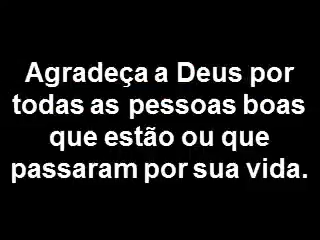 Agradeça a Deus por
todas as pessoas boas
que estão ou que
passaram por sua vida.